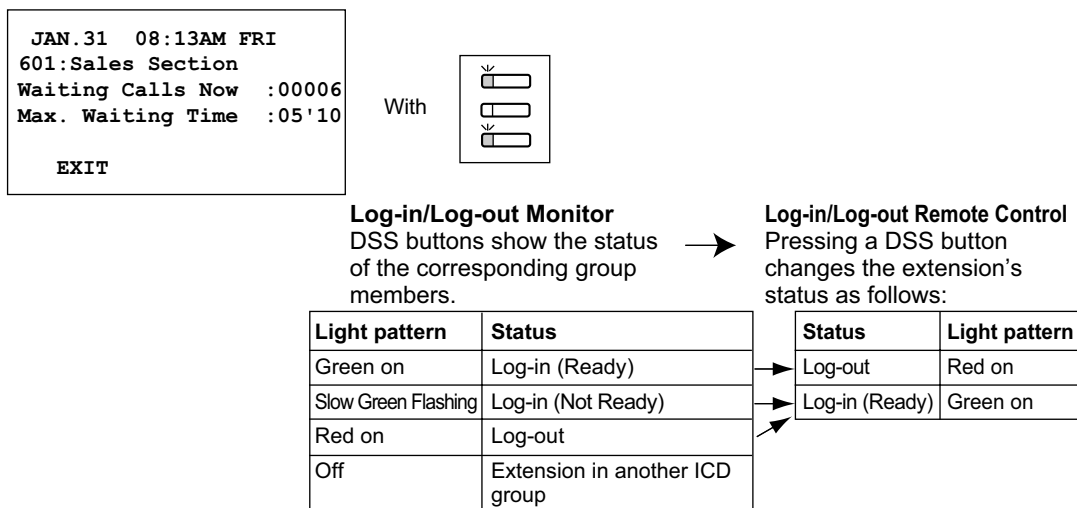 JAN.31 08:13AM FRI
601:Sales Section
Waiting Calls Now :00006
Max. Waiting Time :05'10
EXIT
With
Log-in/Log-out Monitor
DSS buttons show the status
of the corresponding group
members.
Log-in/Log-out Remote Control
Pressing a DSS button
changes the extension's
status as follows:
Light pattern Status
Green on Log-in (Ready)
Slow Green Flashing Log-in (Not Ready)
Red on Log-out
Off Extension in another ICD
group
Status Light pattern
Log-out Red on
Log-in (Ready) Green on